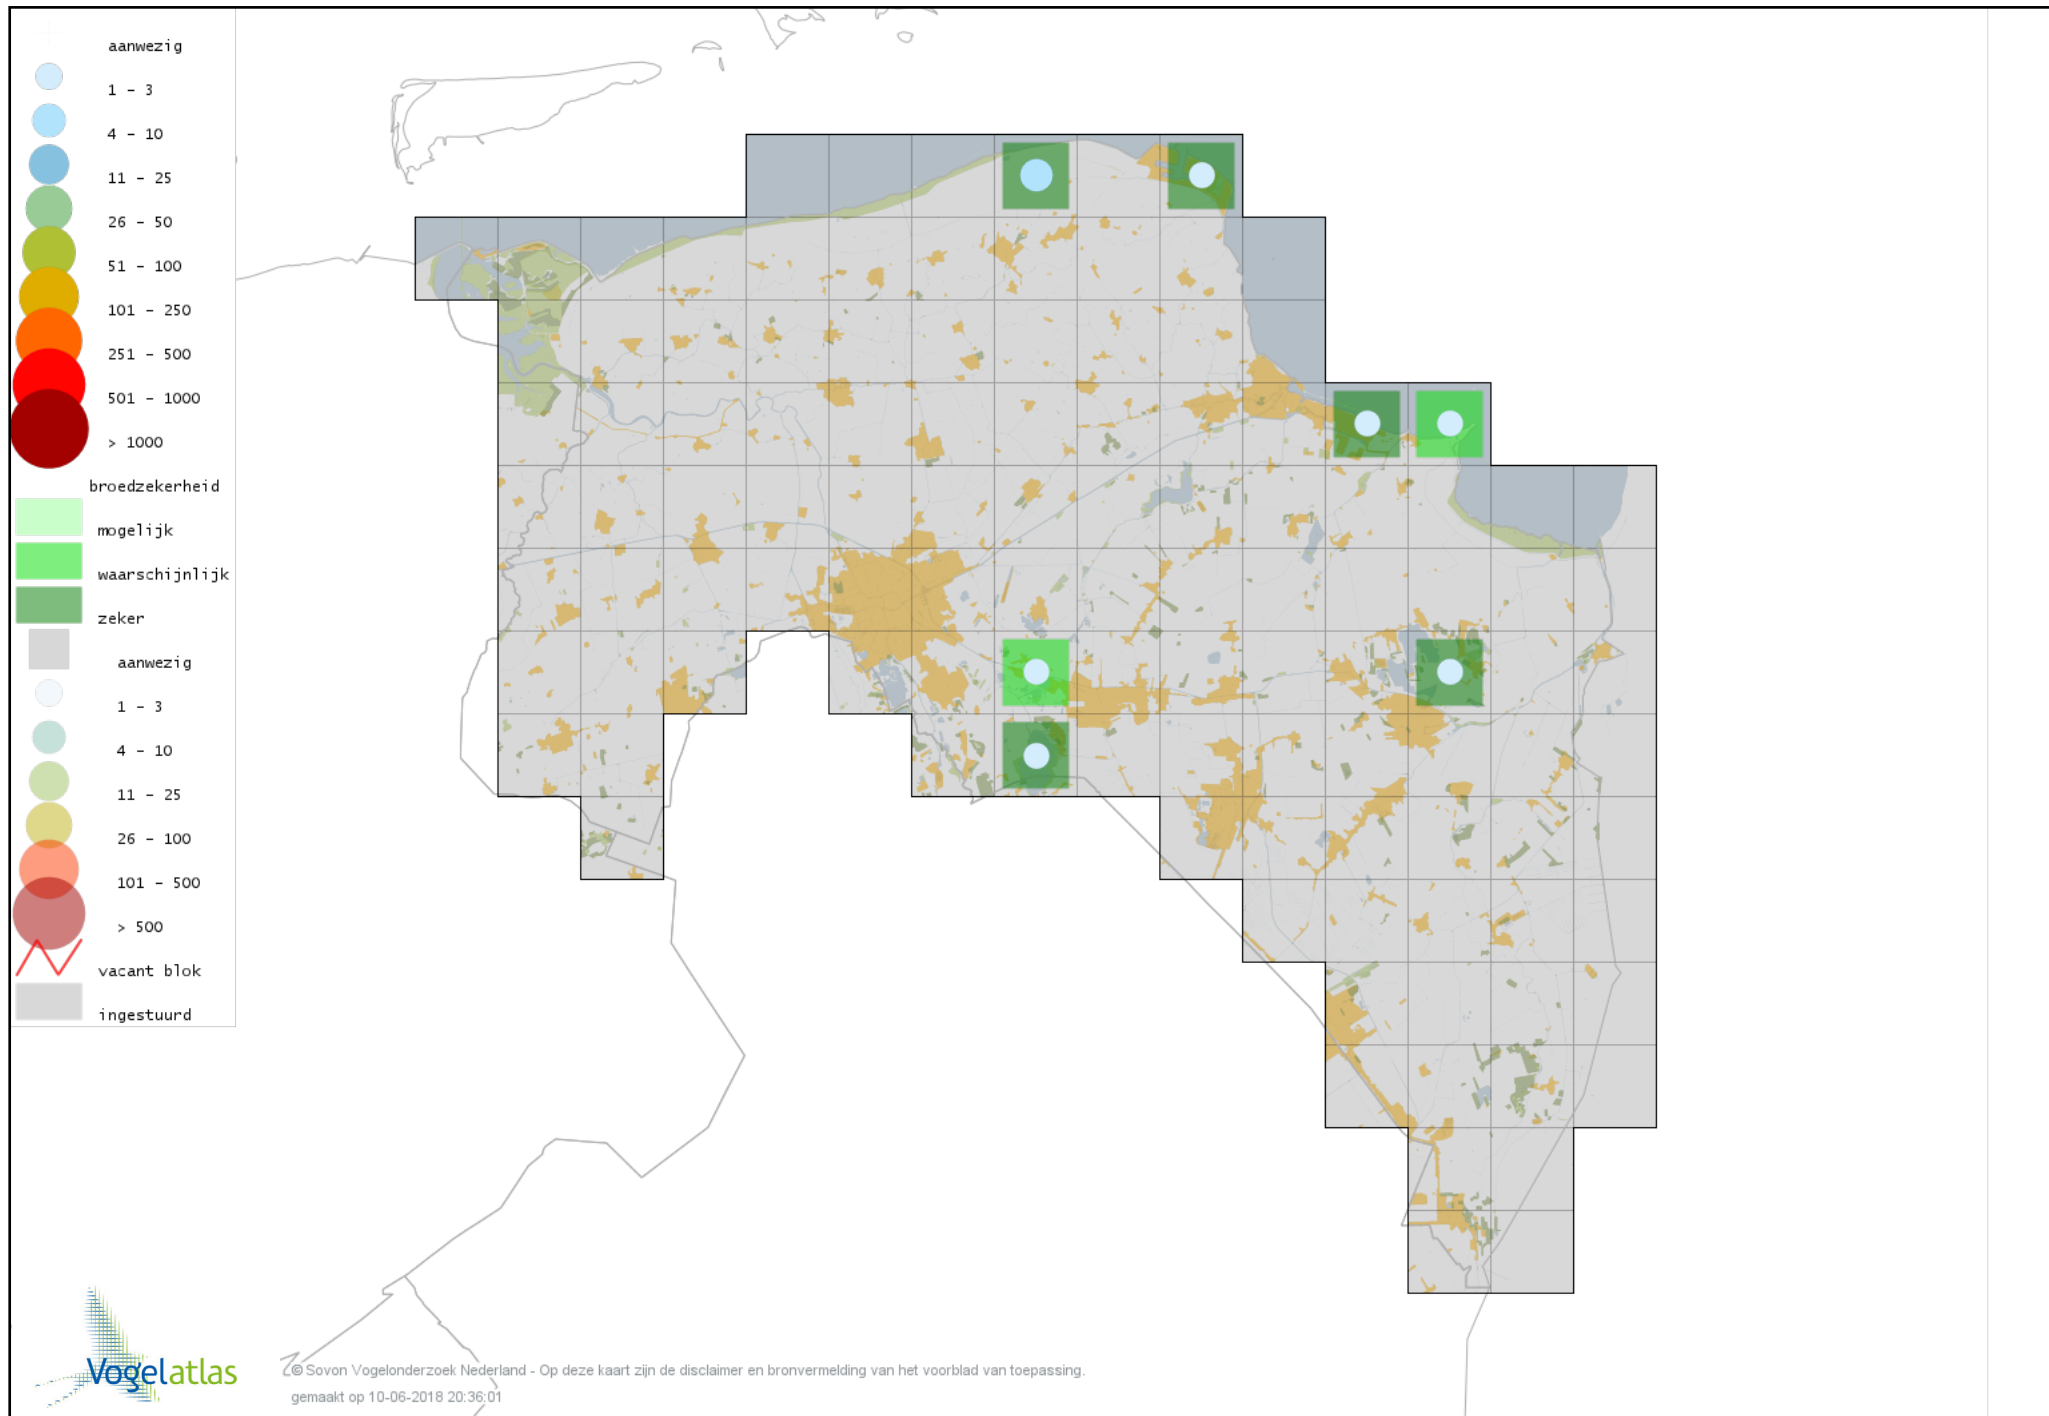 aanwezig
1 - 3
4 - 10
11 - 25
26 - 50
51 - 100
101 - 250
251 - 500
501 - 1000
> 1000
broedzekerheid
mogelijk
waarschijnlijk
zeker
aanwezig
1 - 3
4 - 10
11 - 25
26 - 100
101 - 500
> 500
vacant blok
ingestuurd
Vogelatlas
© Sovon Vogelonderzoek Nederland - Op deze kaart zijn de disclaimer en bronvermelding van het voorblad van toepassing.
gemaakt op 10-06-2018 20:36:01